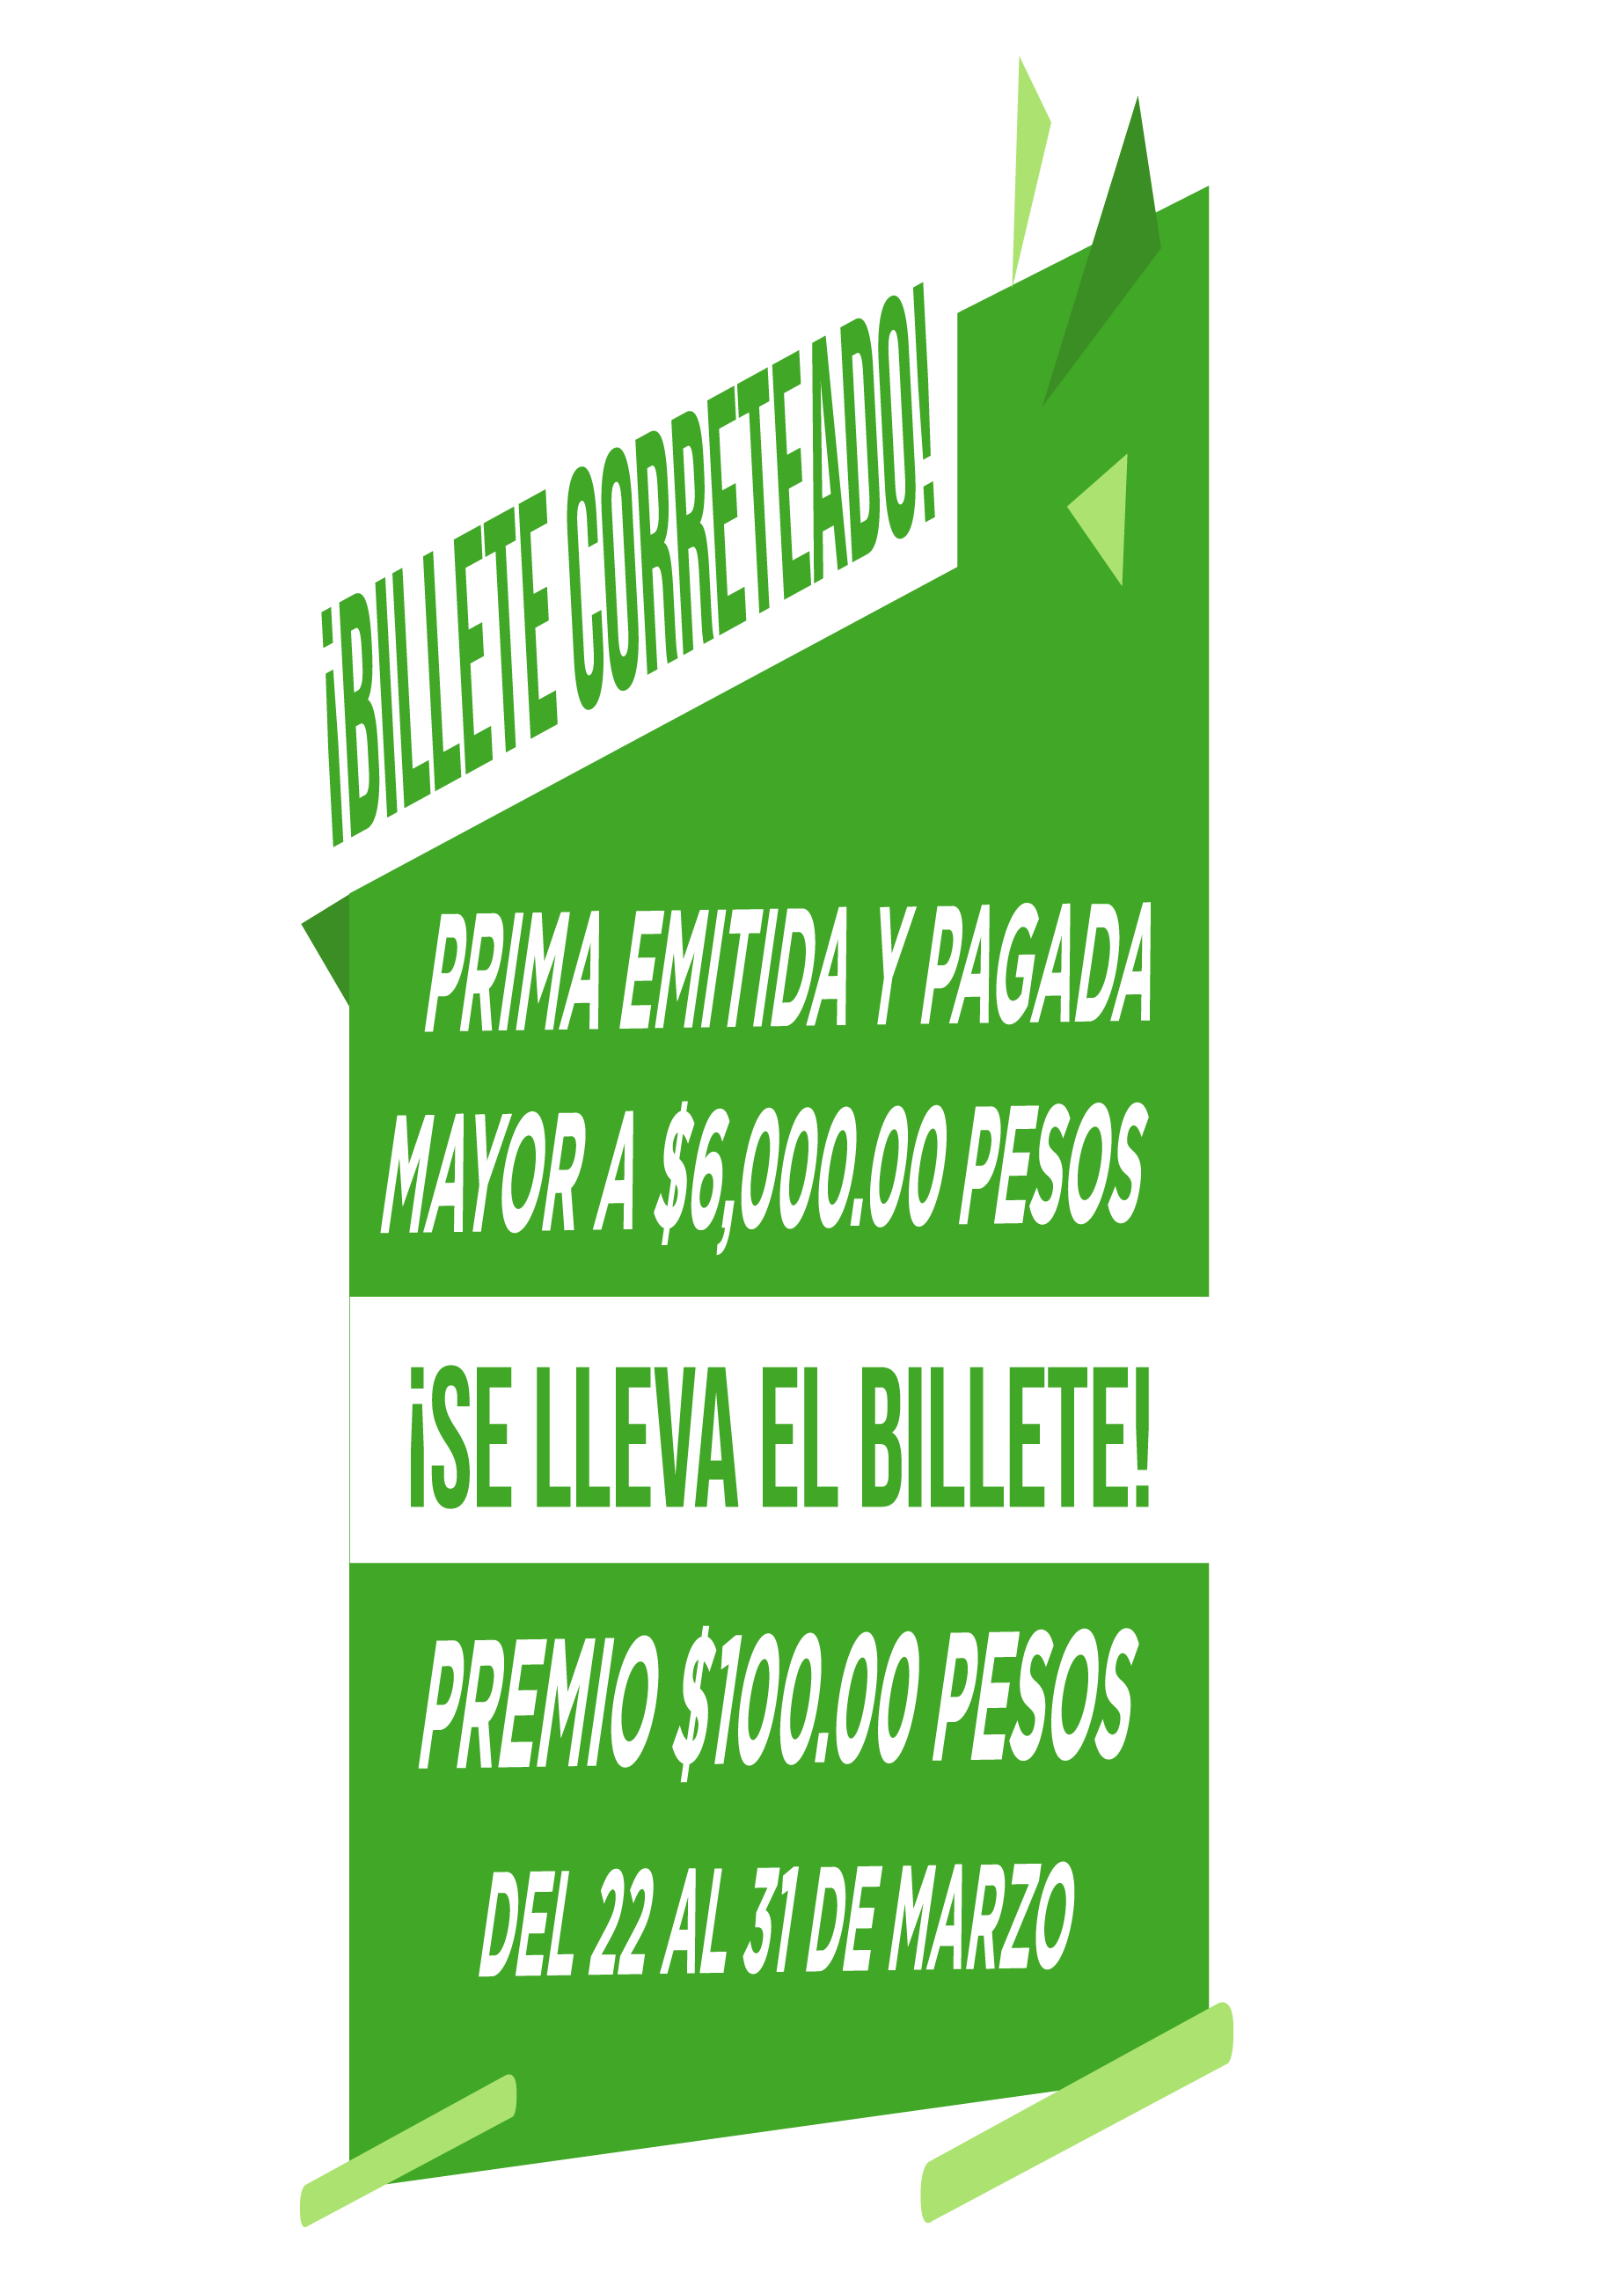 ¡BILLETE CORRETEADO!
PRIMA EMITIDA Y PAGADA
MAYOR A $6,000.00 PESOS
¡SE LLEVA EL BILLETE!
PREMIO $100.00 PESOS
DEL 22 AL 31 DE MARZO